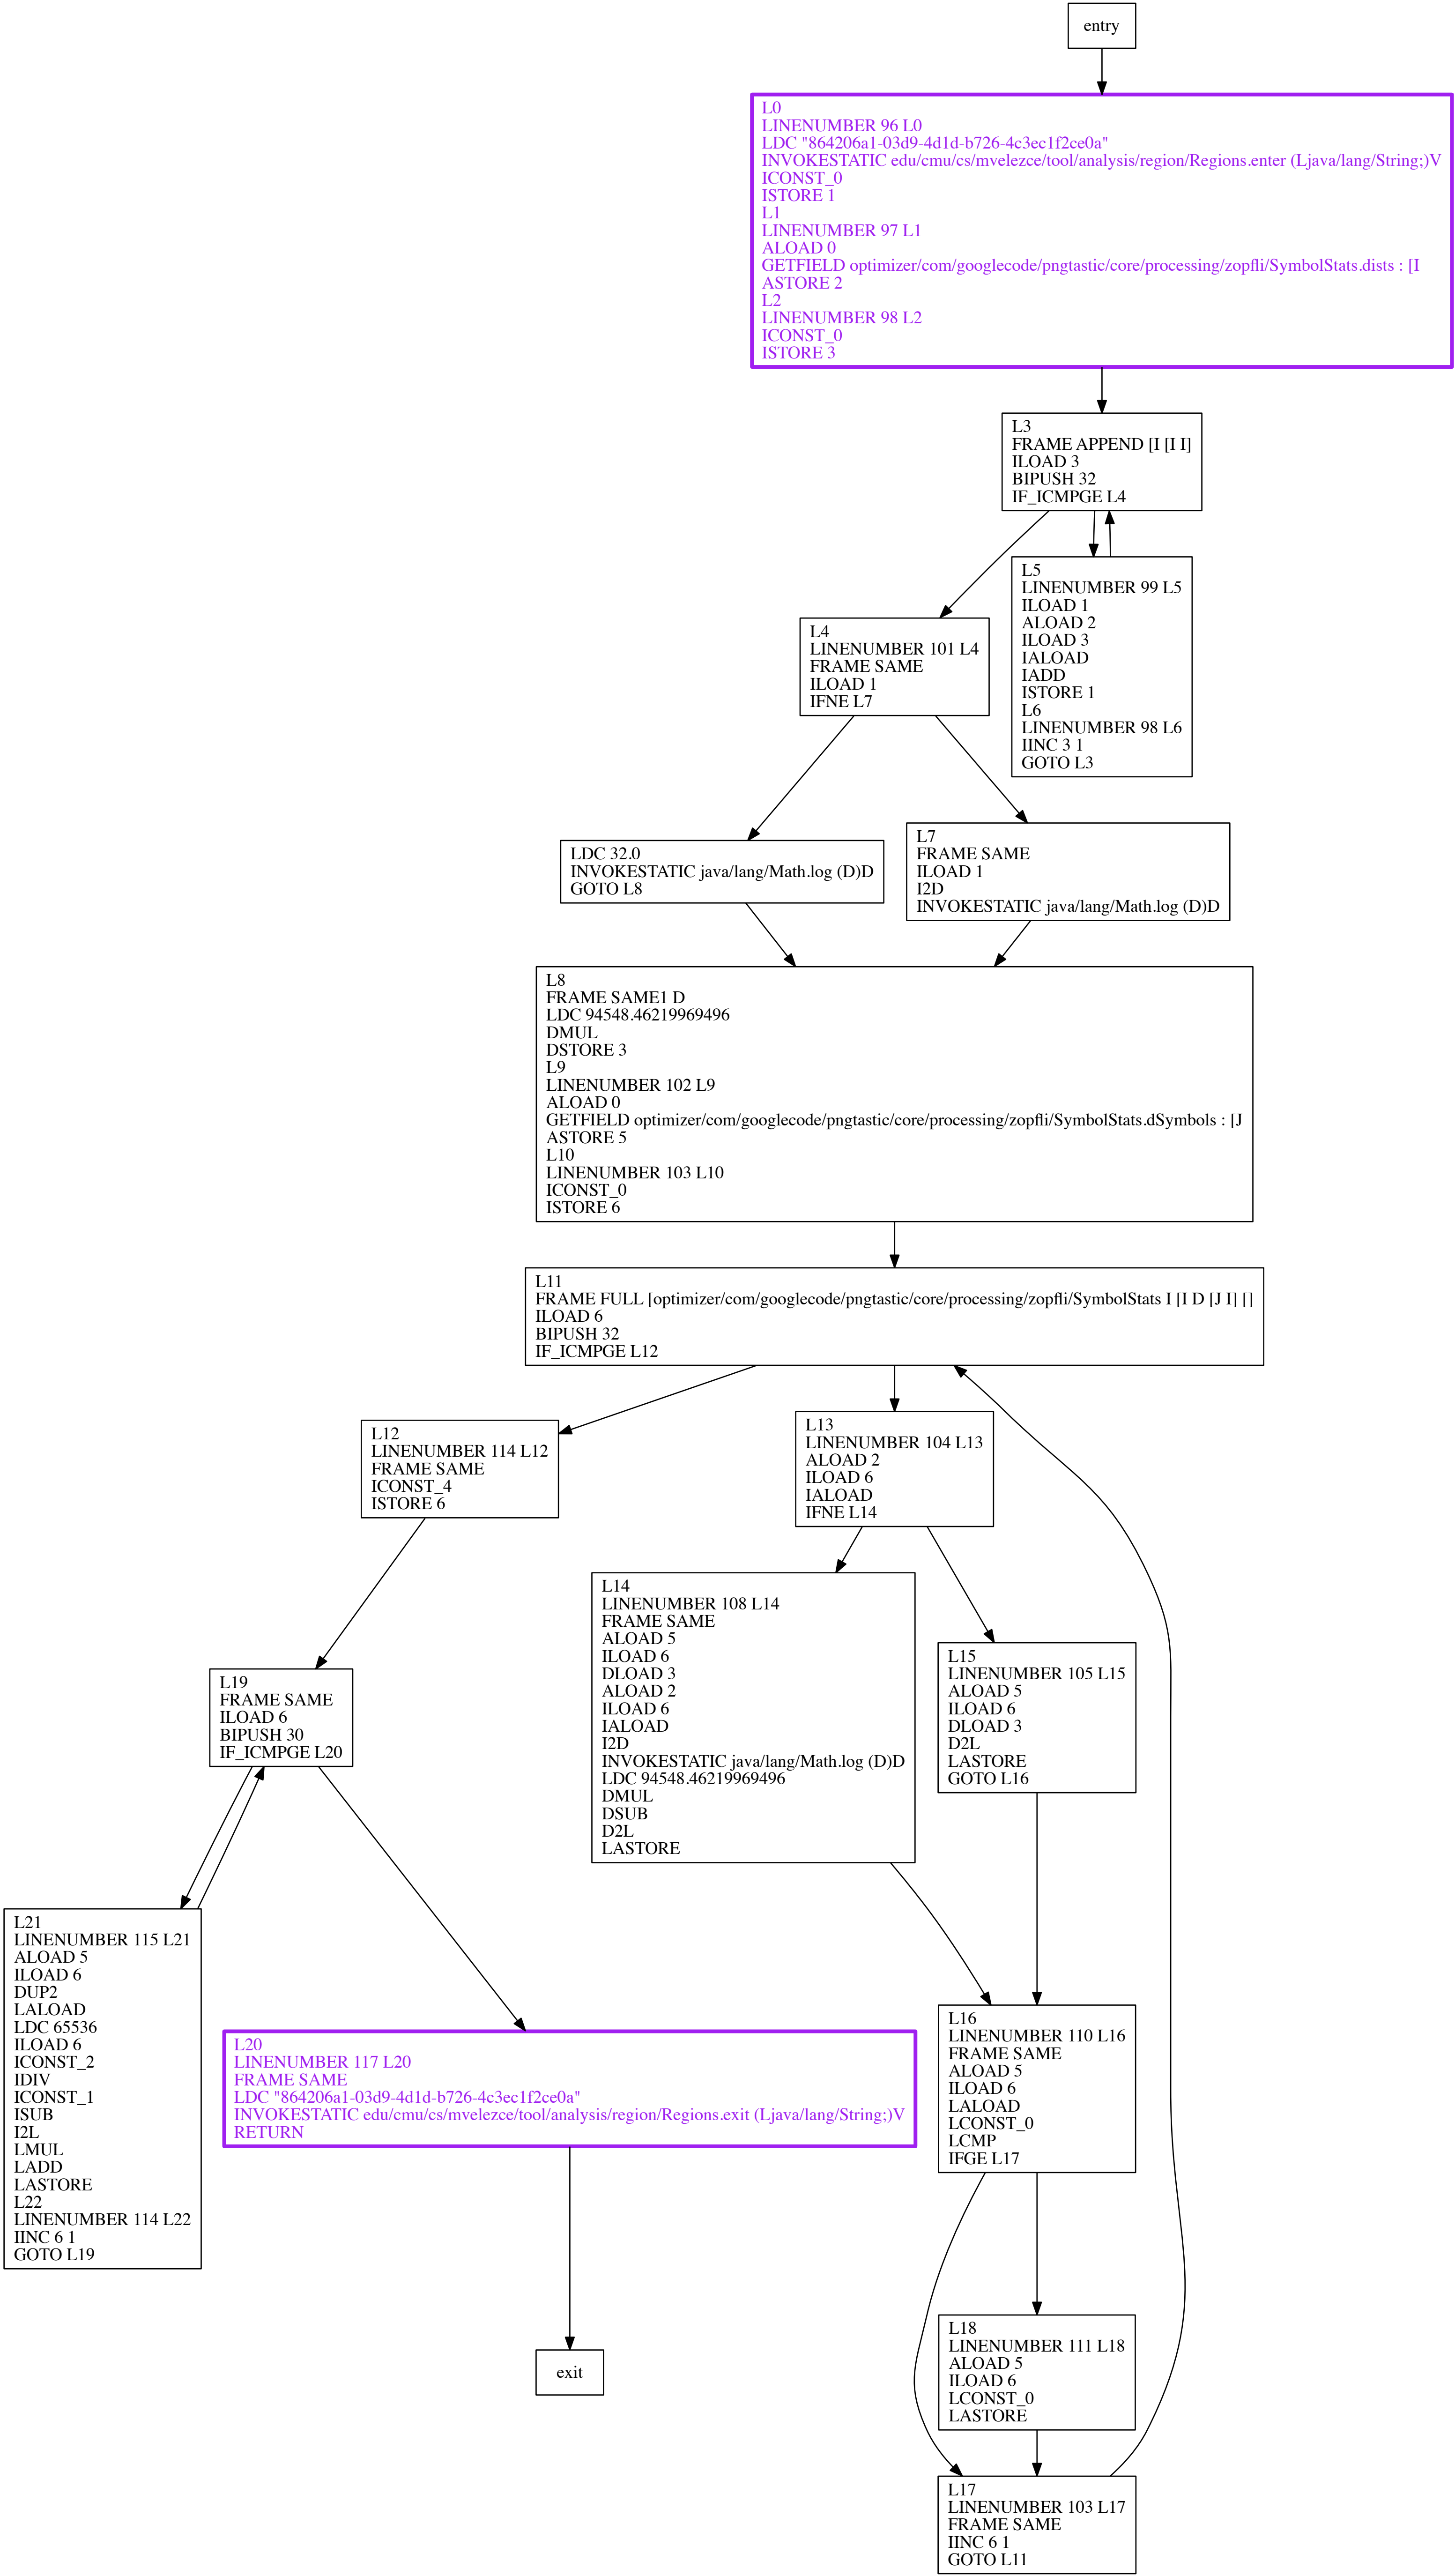 entry
L0
LINENUMBER 96 L0
LDC "864206a1-03d9-4d1d-b726-4c3ec1f2ce0a"
INVOKESTATIC edu/cmu/cs/mvelezce/tool/analysis/region/Regions.enter (Ljava/lang/String;)V
ICONST_0
ISTORE 1
L1
LINENUMBER 97 L1
ALOAD 0
GETFIELD optimizer/com/googlecode/pngtastic/core/processing/zopfli/SymbolStats.dists : [I
ASTORE 2
L2
LINENUMBER 98 L2
ICONST_0
ISTORE 3
L3
FRAME APPEND [I [I I]
ILOAD 3
BIPUSH 32
IF_ICMPGE L4
L5
LINENUMBER 99 L5
ILOAD 1
ALOAD 2
ILOAD 3
IALOAD
IADD
ISTORE 1
L6
LINENUMBER 98 L6
IINC 3 1
GOTO L3
L4
LINENUMBER 101 L4
FRAME SAME
ILOAD 1
IFNE L7
LDC 32.0
INVOKESTATIC java/lang/Math.log (D)D
GOTO L8
L7
FRAME SAME
ILOAD 1
I2D
INVOKESTATIC java/lang/Math.log (D)D
L8
FRAME SAME1 D
LDC 94548.46219969496
DMUL
DSTORE 3
L9
LINENUMBER 102 L9
ALOAD 0
GETFIELD optimizer/com/googlecode/pngtastic/core/processing/zopfli/SymbolStats.dSymbols : [J
ASTORE 5
L10
LINENUMBER 103 L10
ICONST_0
ISTORE 6
L11
FRAME FULL [optimizer/com/googlecode/pngtastic/core/processing/zopfli/SymbolStats I [I D [J I] []
ILOAD 6
BIPUSH 32
IF_ICMPGE L12
L12
LINENUMBER 114 L12
FRAME SAME
ICONST_4
ISTORE 6
L13
LINENUMBER 104 L13
ALOAD 2
ILOAD 6
IALOAD
IFNE L14
L14
LINENUMBER 108 L14
FRAME SAME
ALOAD 5
ILOAD 6
DLOAD 3
ALOAD 2
ILOAD 6
IALOAD
I2D
INVOKESTATIC java/lang/Math.log (D)D
LDC 94548.46219969496
DMUL
DSUB
D2L
LASTORE
L15
LINENUMBER 105 L15
ALOAD 5
ILOAD 6
DLOAD 3
D2L
LASTORE
GOTO L16
L19
FRAME SAME
ILOAD 6
BIPUSH 30
IF_ICMPGE L20
L21
LINENUMBER 115 L21
ALOAD 5
ILOAD 6
DUP2
LALOAD
LDC 65536
ILOAD 6
ICONST_2
IDIV
ICONST_1
ISUB
I2L
LMUL
LADD
LASTORE
L22
LINENUMBER 114 L22
IINC 6 1
GOTO L19
L20
LINENUMBER 117 L20
FRAME SAME
LDC "864206a1-03d9-4d1d-b726-4c3ec1f2ce0a"
INVOKESTATIC edu/cmu/cs/mvelezce/tool/analysis/region/Regions.exit (Ljava/lang/String;)V
RETURN
L16
LINENUMBER 110 L16
FRAME SAME
ALOAD 5
ILOAD 6
LALOAD
LCONST_0
LCMP
IFGE L17
L18
LINENUMBER 111 L18
ALOAD 5
ILOAD 6
LCONST_0
LASTORE
exit
L17
LINENUMBER 103 L17
FRAME SAME
IINC 6 1
GOTO L11